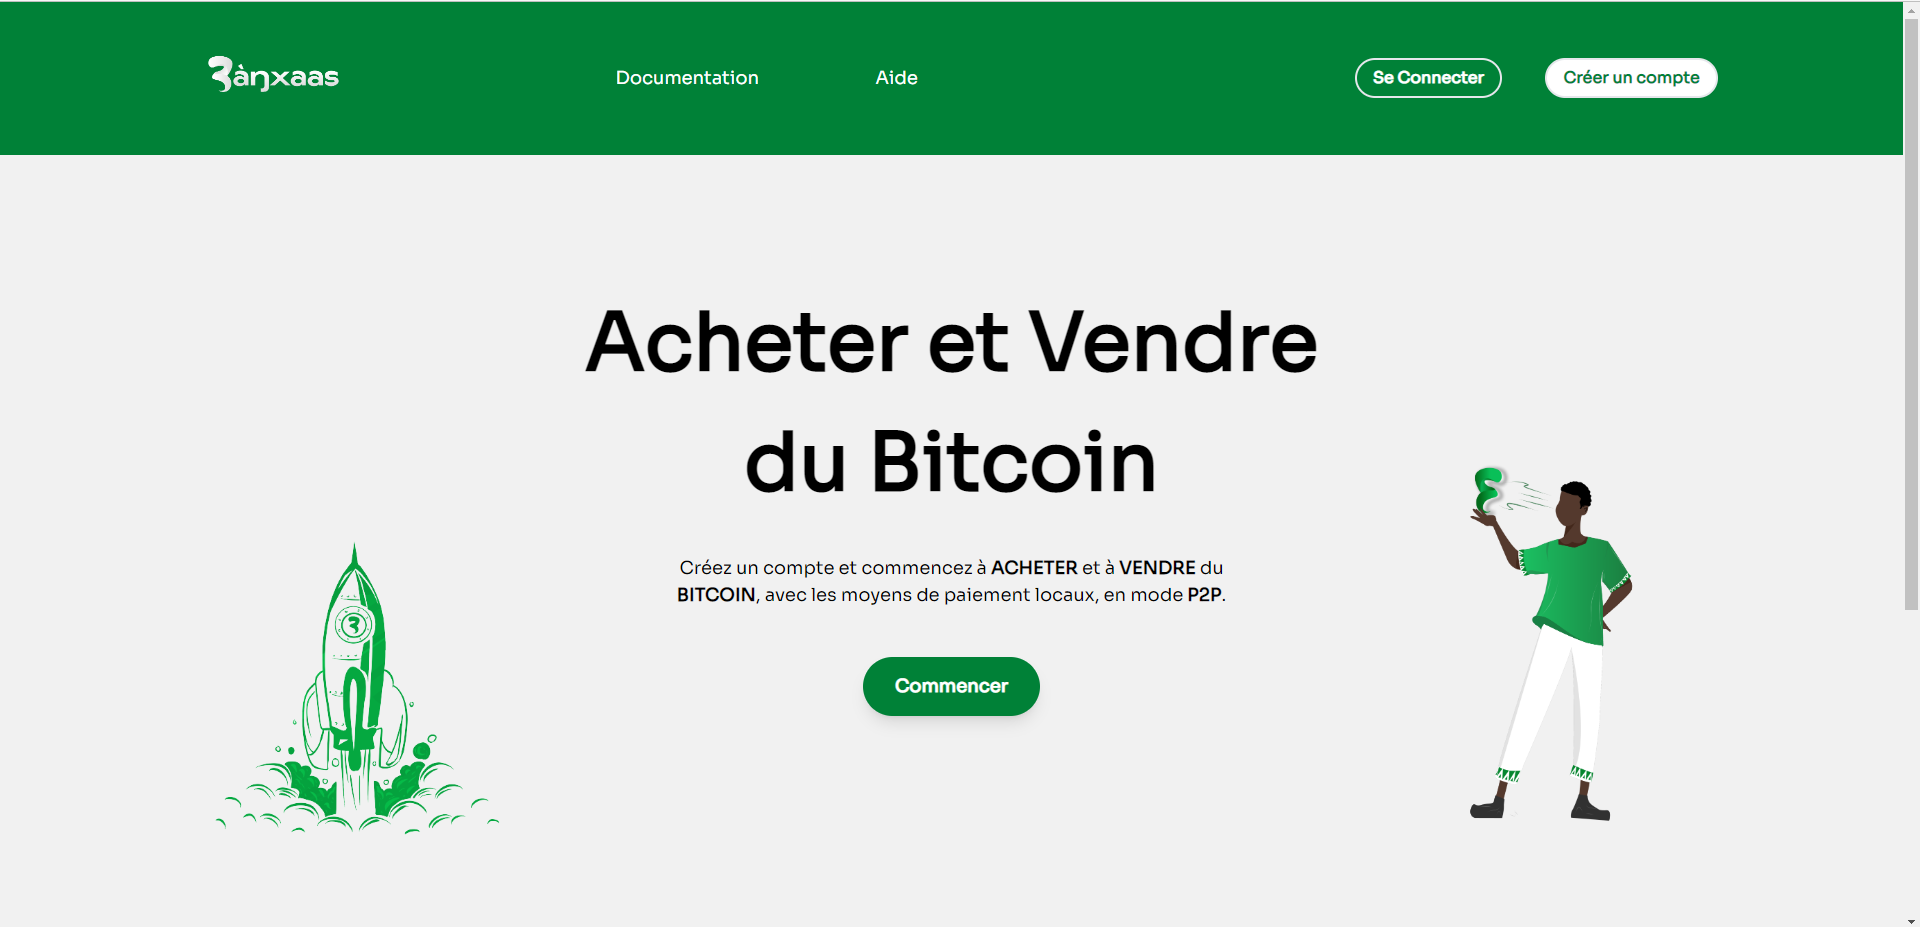 Bàŋxaas
Documentation
Aide
Se Connecter
Créer un compte
Acheter et Vendre
du Bitcoin
Créez un compte et commencez à ACHETER et à VENDRE du
BITCOIN, avec les moyens de paiement locaux, en mode P2P.
Commencer